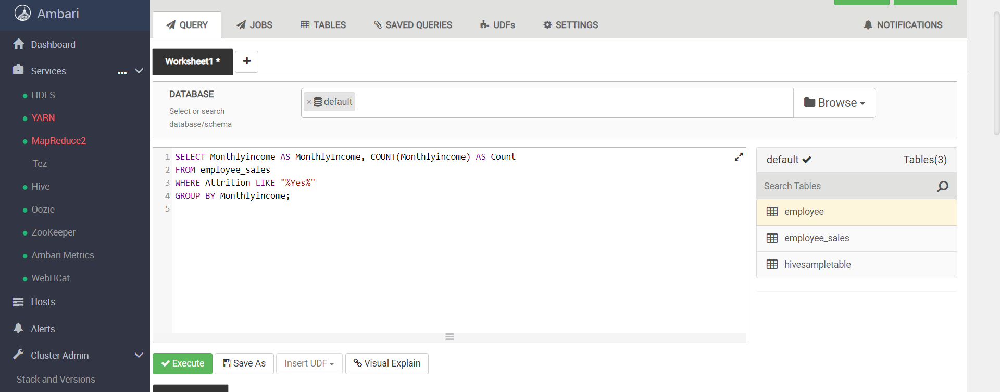 Ambari
Dashboard
Services
HDFS
YARN
MapReduce2
Tez
Hive
Oozie
ZooKeeper
Ambari Metrics
WebHCat
Hosts
Alerts
Cluster Admin
Stack and Versions
QUERY JOBS TABLES SAVED QUERIES UDFs SETTINGS NOTIFICATIONS
Worksheet1 * +
DATABASE
Select or search
database/schema
× default
Browse
1 SELECT Monthlyincome AS MonthlyIncome, COUNT(Monthlyincome) AS Count
2 FROM employee_sales
3 WHERE Attrition LIKE "%Yes%"
4 GROUP BY Monthlyincome;
5
default Tables(3)
Search Tables
employee
employee_sales
hivesampletable
Execute Save As Insert UDF Visual Explain